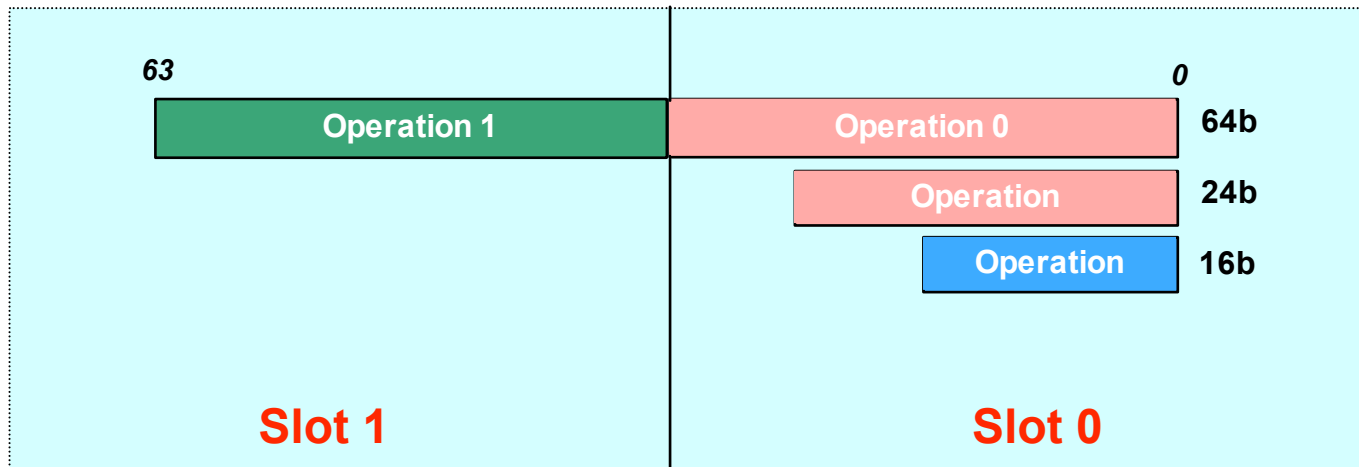 63 0
Operation 1 Operation 0 64b
Operation 24b
Operation 16b
Slot 1 Slot 0